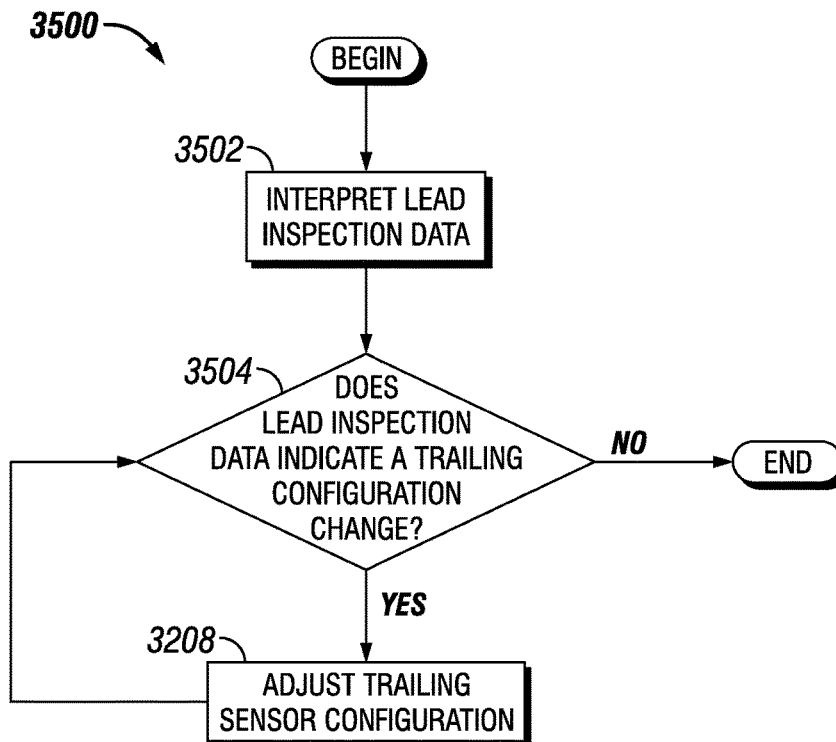 3500
BEGIN
3502
INTERPRET LEAD
INSPECTION DATA
3504
DOES
LEAD INSPECTION
DATA INDICATE A TRAILING
CONFIGURATION
CHANGE?
NO
END
YES
3208
ADJUST TRAILING
SENSOR CONFIGURATION